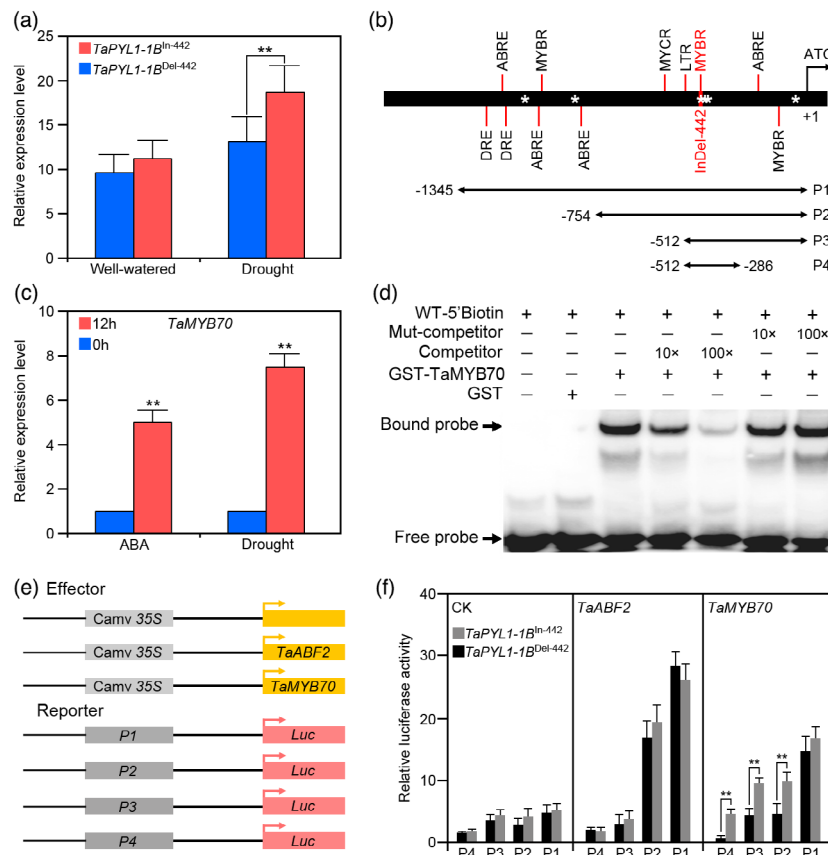 (a)
TaPYL1-1B^In-442
TaPYL1-1B^Del-442
**
25
20
15
10
5
0
Relative expression level
Well-watered
Drought
(b)
ABRE
MYBR
MYCR
LTR
MYBR
ABRE
ATG
* * ** *
+1
DRE
DRE
ABRE
ABRE
InDel-442
MYBR
-1345
P1
-754
P2
-512
P3
-512
-286
P4
(c)
TaMYB70
12h
0h
10
8
6
4
2
0
Relative expression level
**
**
ABA
Drought
(d)
WT-5'Biotin + + + + + + +
Mut-competitor – – – – – 10× 100×
Competitor – – – 10× 100× – –
GST-TaMYB70 – – + + + + +
GST – + – – – – –
Bound probe
Free probe
(e)
Effector
Camv 35S
Camv 35S TaABF2
Camv 35S TaMYB70
Reporter
P1 Luc
P2 Luc
P3 Luc
P4 Luc
(f)
CK
TaABF2
TaMYB70
TaPYL1-1B^In-442
TaPYL1-1B^Del-442
40
30
20
10
0
Relative luciferase activity
** ** **
P4 P3 P2 P1 P4 P3 P2 P1 P4 P3 P2 P1